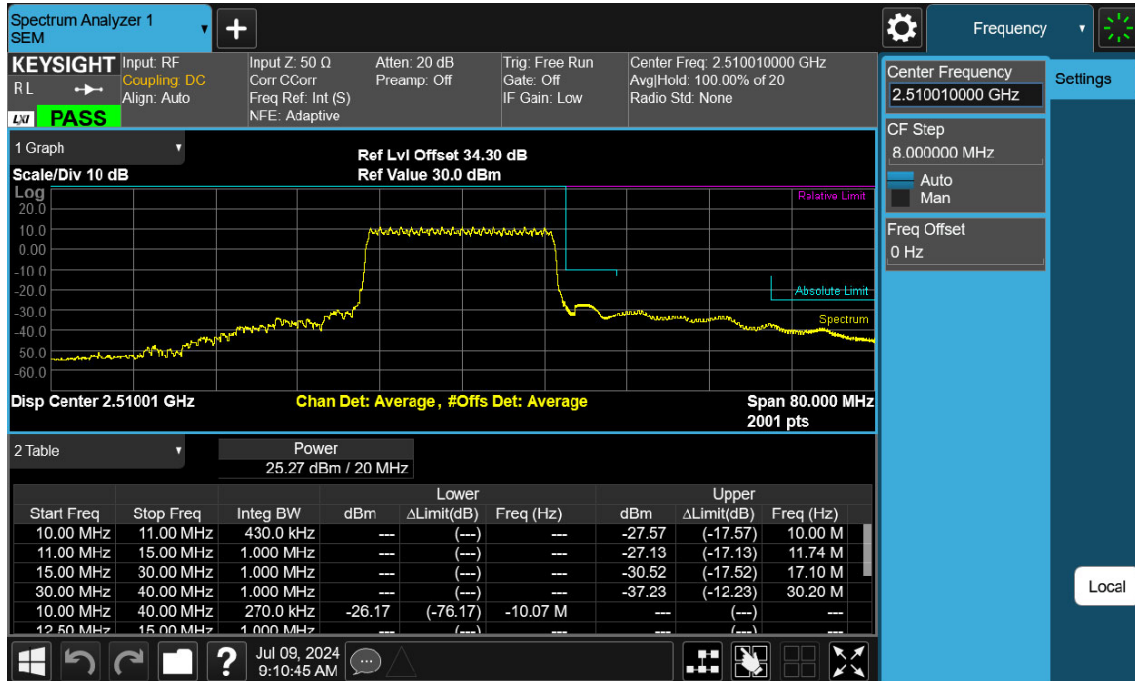 Spectrum Analyzer 1
SEM
Frequency
KEYSIGHT
R L
LXI PASS
Input: RF
Coupling: DC
Align: Auto
Input Z: 50 Ω
Corr CCorr
Freq Ref: Int (S)
NFE: Adaptive
Atten: 20 dB
Preamp: Off
Trig: Free Run
Gate: Off
IF Gain: Low
Center Freq: 2.510010000 GHz
Avg|Hold: 100.00% of 20
Radio Std: None
Center Frequency
2.510010000 GHz
Settings
CF Step
8.000000 MHz
Auto
Man
Freq Offset
0 Hz
Local
1 Graph
Scale/Div 10 dB
Ref Lvl Offset 34.30 dB
Ref Value 30.0 dBm
Log
20.0
10.0
0.00
-10.0
-20.0
-30.0
-40.0
50.0
-60.0
Relative Limit
Absolute Limit
Spectrum
Disp Center 2.51001 GHz
Chan Det: Average , #Offs Det: Average
Span 80.000 MHz
2001 pts
2 Table
Power
25.27 dBm / 20 MHz
Lower Upper
Start Freq Stop Freq Integ BW dBm ΔLimit(dB) Freq (Hz) dBm ΔLimit(dB) Freq (Hz)
10.00 MHz 11.00 MHz 430.0 kHz --- (---) --- -27.57 (-17.57) 10.00 M
11.00 MHz 15.00 MHz 1.000 MHz --- (---) --- -27.13 (-17.13) 11.74 M
15.00 MHz 30.00 MHz 1.000 MHz --- (---) --- -30.52 (-17.52) 17.10 M
30.00 MHz 40.00 MHz 1.000 MHz --- (---) --- -37.23 (-12.23) 30.20 M
10.00 MHz 40.00 MHz 270.0 kHz -26.17 (-76.17) -10.07 M --- (---) ---
12.50 MHz 15.00 MHz 1.000 MHz --- (---) --- --- (---) ---
?
Jul 09, 2024
9:10:45 AM